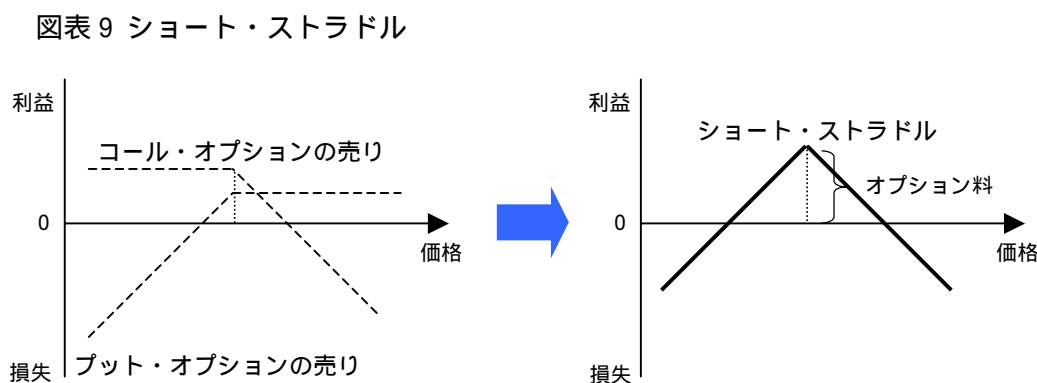 図表 9 ショート・ストラドル
利益
コール・オプションの売り
0
価格
損失
プット・オプションの売り
利益
ショート・ストラドル
オプション料
0
価格
損失